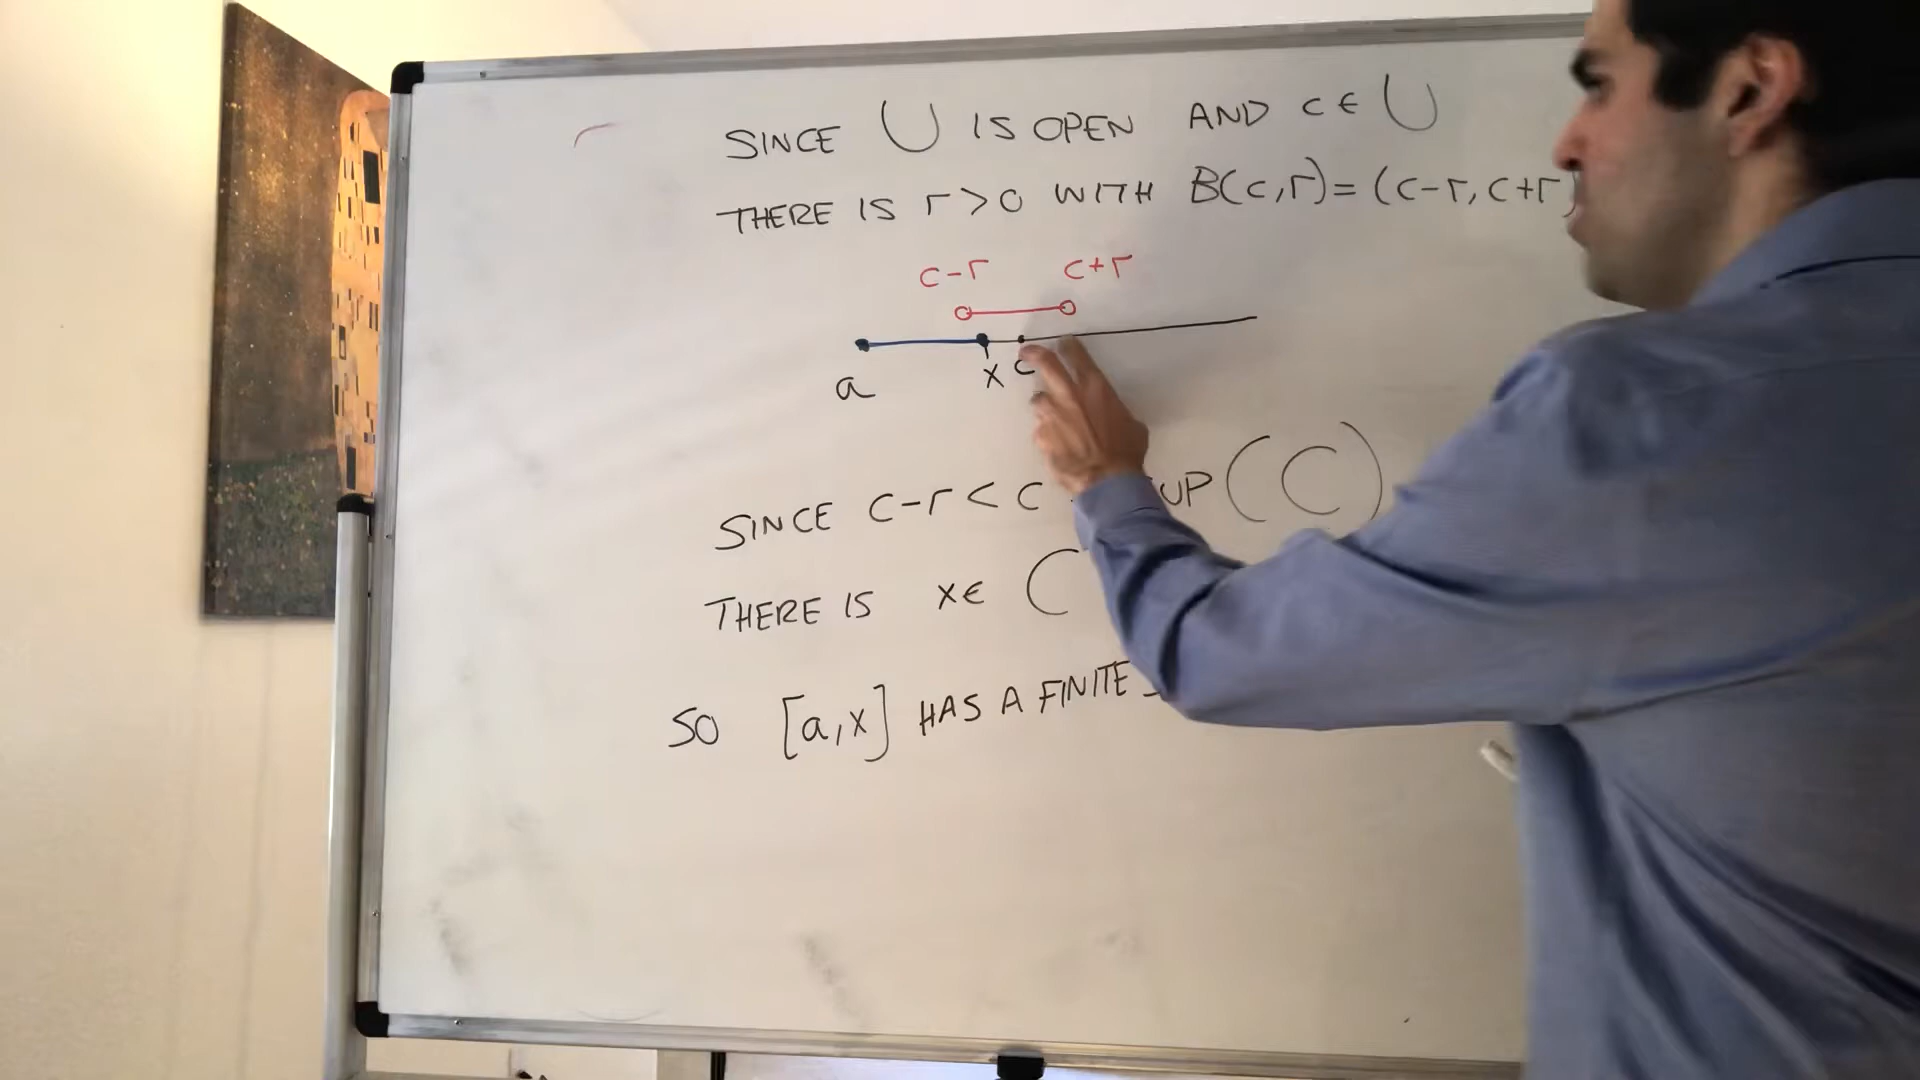 SINCE U IS OPEN AND C ∈ U
THERE IS r > 0 WITH B(c,r) = (c-r, c+r)
c-r c+r
a x c
SINCE c-r < c UP(C)
THERE IS x ∈ C
SO [a,x] HAS A FINITE